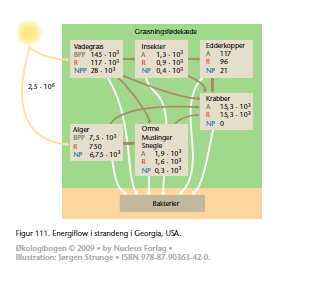 Græsningsfødekæde
Vadegræs
BPP 145 · 10³
R 117 · 10³
NPP 28 · 10³
Insekter
A 1,3 · 10³
R 0,9 · 10³
NP 0,4 · 10³
Edderkopper
A 117
R 96
NP 21
2,5 · 10⁶
Krabber
A 15,3 · 10³
R 15,3 · 10³
NP 0
Alger
BPP 7,5 · 10³
R 750
NPP 6,75 · 10³
Orme
Muslinger
Snegle
A 1,9 · 10³
R 1,6 · 10³
NP 0,3 · 10³
Bakterier
Figur 111. Energiflow i strandeng i Georgia, USA.
Økologibogen © 2009 • by Nucleus Forlag •
Illustration: Jørgen Strunge • ISBN 978-87-90363-42-0.